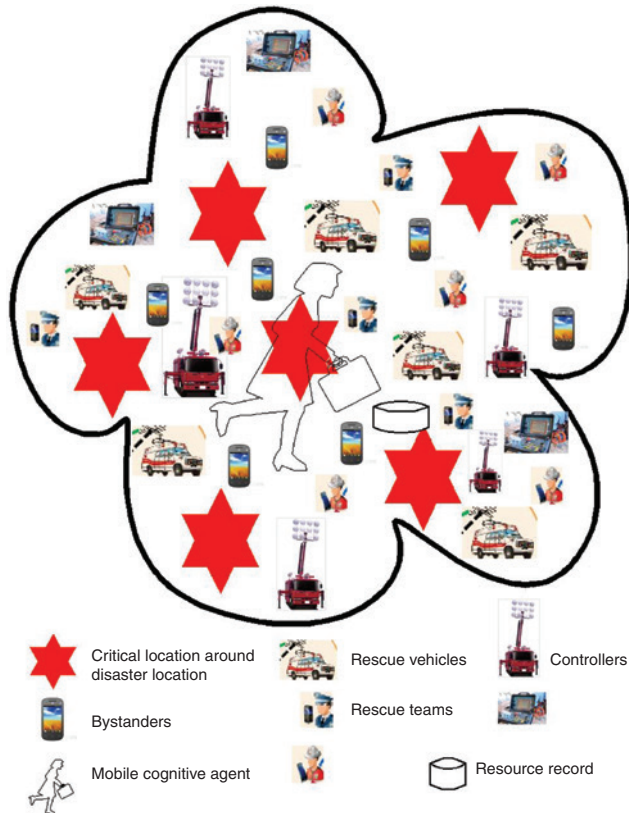 Critical location around
disaster location
Rescue vehicles
Controllers
Bystanders
Rescue teams
Mobile cognitive agent
Resource record